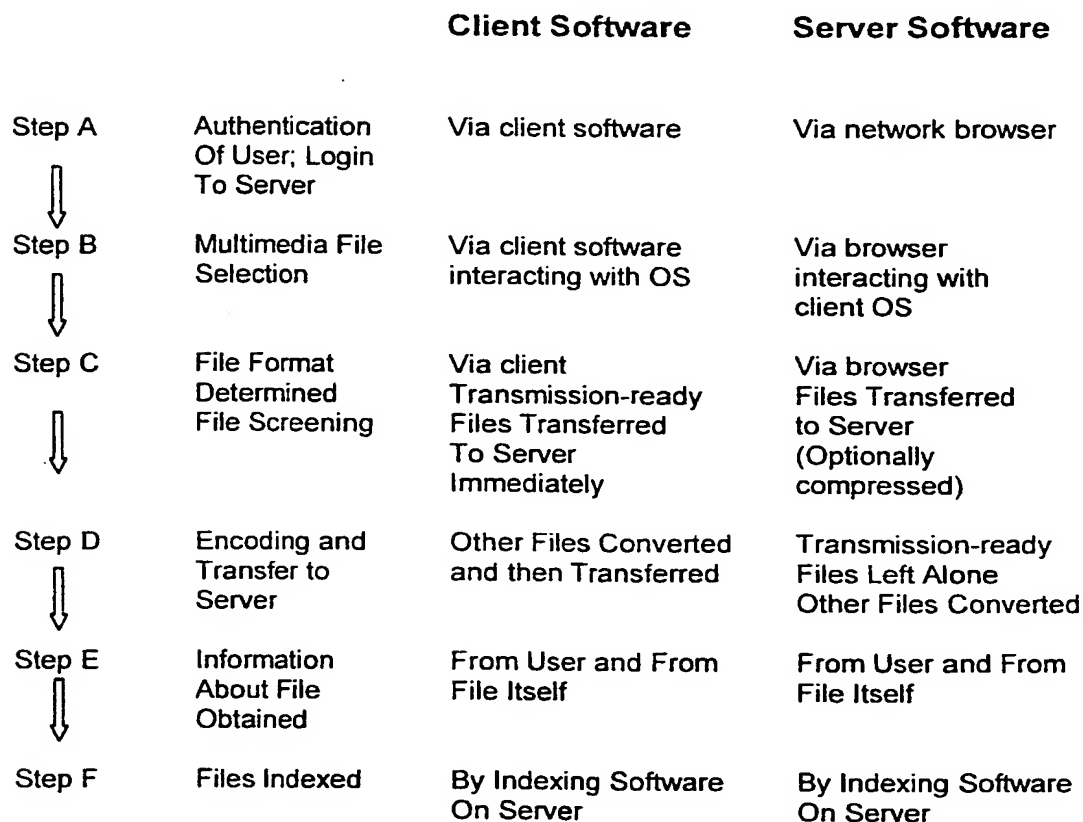 Client Software Server Software
Step A Authentication Via client software Via network browser
Of User; Login
To Server
Step B Multimedia File Via client software Via browser
Selection interacting with OS interacting with
client OS
Step C File Format Via client Via browser
Determined Transmission-ready Files Transferred
File Screening Files Transferred to Server
To Server (Optionally
Immediately compressed)
Step D Encoding and Other Files Converted Transmission-ready
Transfer to and then Transferred Files Left Alone
Server Other Files Converted
Step E Information From User and From From User and From
About File File Itself File Itself
Obtained
Step F Files Indexed By Indexing Software By Indexing Software
On Server On Server